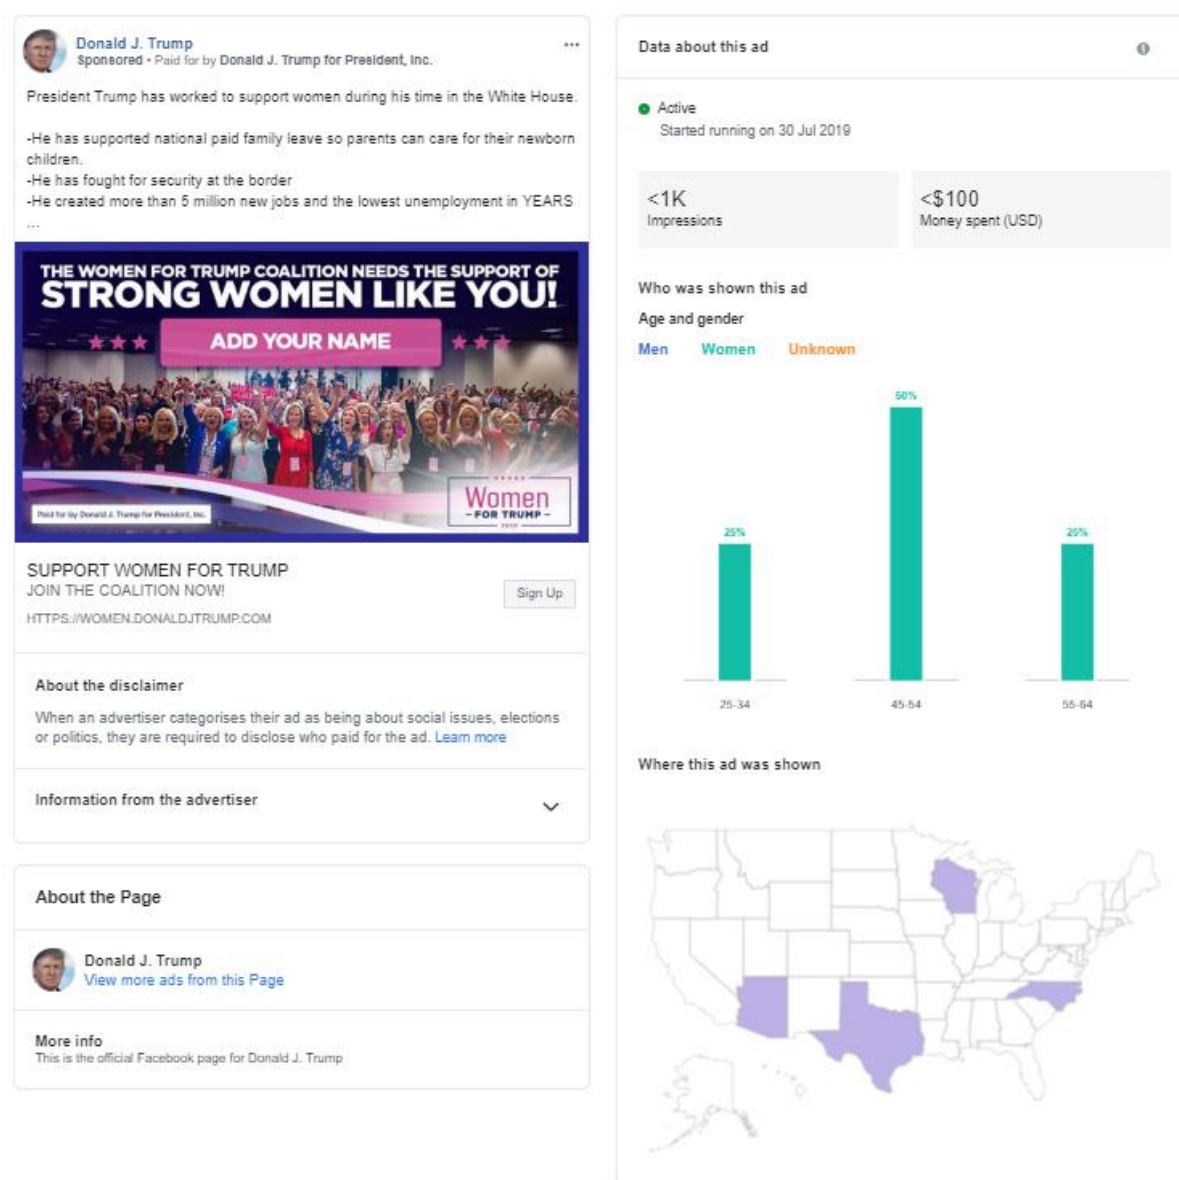 Donald J. Trump
Sponsored • Paid for by Donald J. Trump for President, Inc.
President Trump has worked to support women during his time in the White House.
-He has supported national paid family leave so parents can care for their newborn
children.
-He has fought for security at the border
-He created more than 5 million new jobs and the lowest unemployment in YEARS
...
THE WOMEN FOR TRUMP COALITION NEEDS THE SUPPORT OF
STRONG WOMEN LIKE YOU!
ADD YOUR NAME
Women
- FOR TRUMP -
2020
Paid for by Donald J. Trump for President, Inc.
SUPPORT WOMEN FOR TRUMP
JOIN THE COALITION NOW!
Sign Up
HTTPS://WOMEN.DONALDJTRUMP.COM
About the disclaimer
When an advertiser categorises their ad as being about social issues, elections
or politics, they are required to disclose who paid for the ad. Learn more
Information from the advertiser
About the Page
Donald J. Trump
View more ads from this Page
More info
This is the official Facebook page for Donald J. Trump
Data about this ad
Active
Started running on 30 Jul 2019
<1K
Impressions
<$100
Money spent (USD)
Who was shown this ad
Age and gender
Men Women Unknown
50%
25% 25%
25-34 45-54 55-64
Where this ad was shown